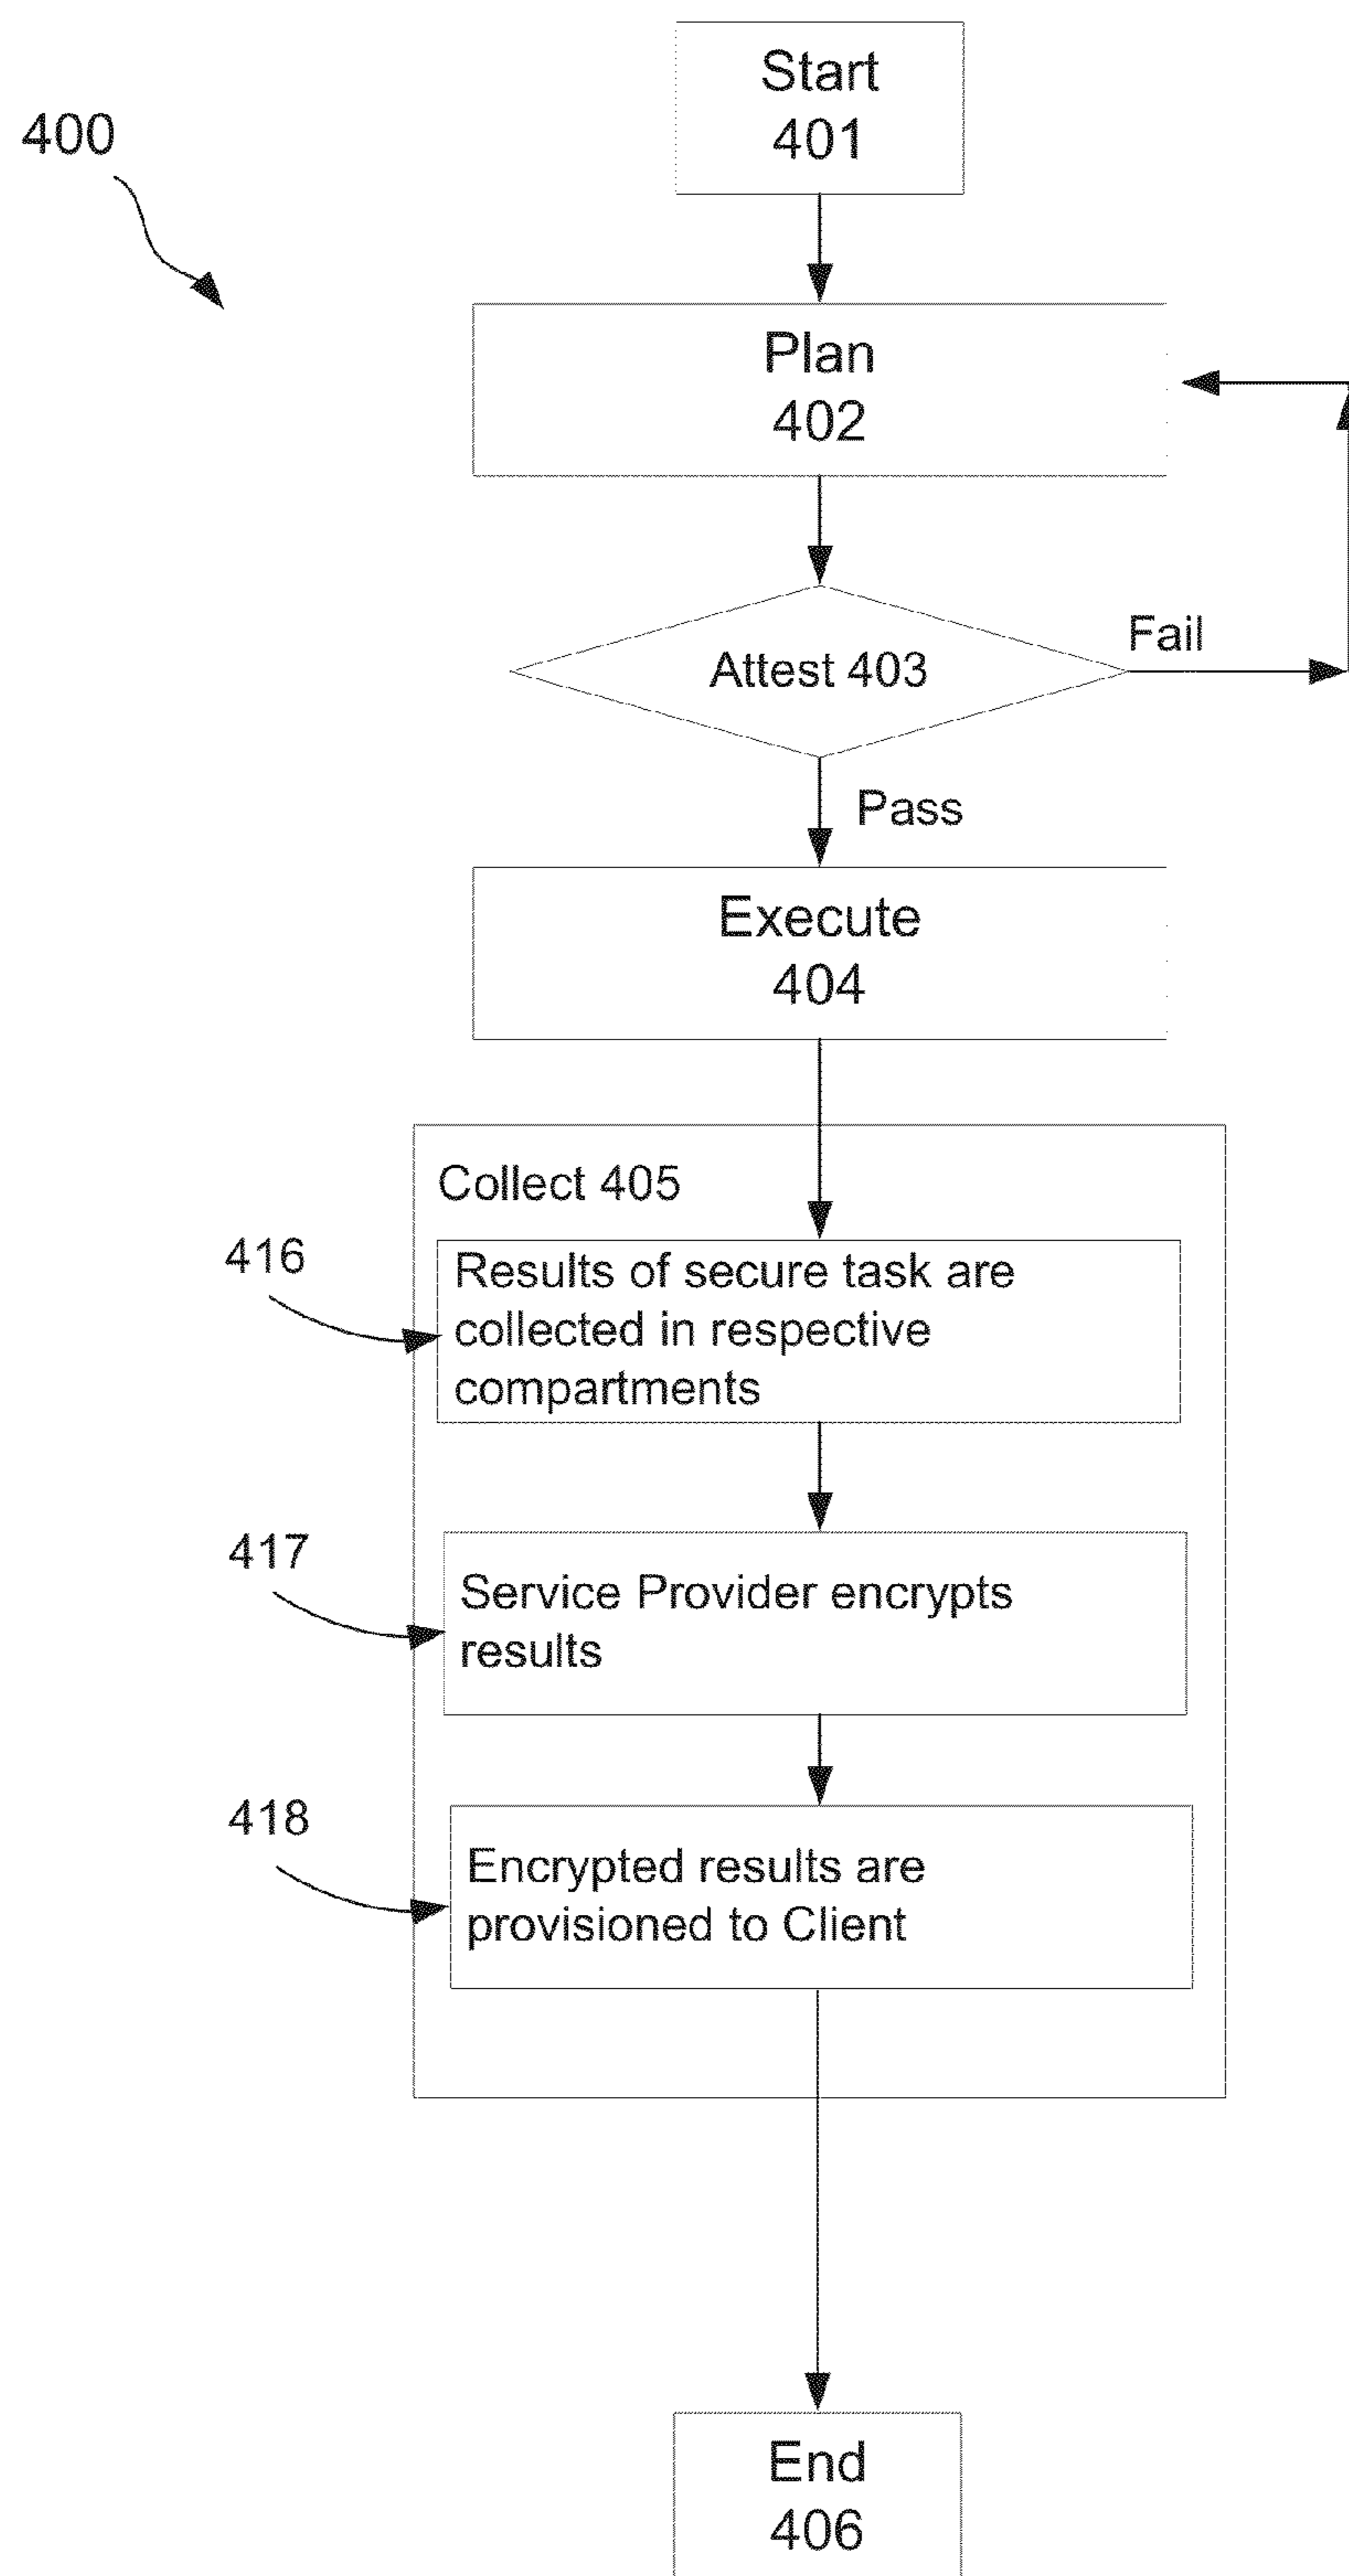 Start
401
400
Plan
402
Fail
Attest 403
Pass
Execute
404
Collect 405
416
Results of secure task are
collected in respective
compartments
417
Service Provider encrypts
results
418
Encrypted results are
provisioned to Client
End
406